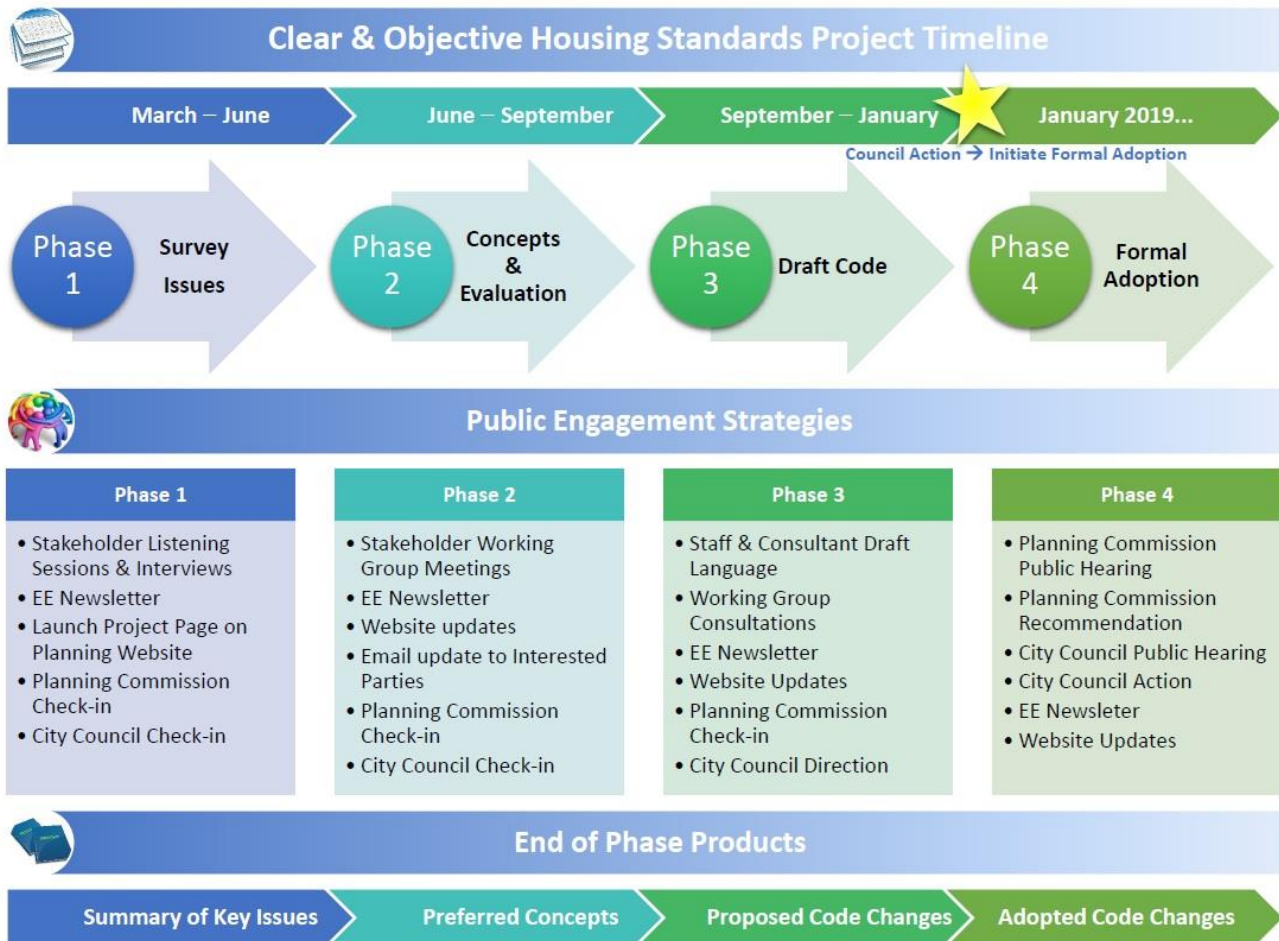 Clear & Objective Housing Standards Project Timeline
March – June
June – September
September – January
January 2019...
Council Action → Initiate Formal Adoption
Phase
1
Survey
Issues
Phase
2
Concepts
&
Evaluation
Phase
3
Draft Code
Phase
4
Formal
Adoption
Public Engagement Strategies
Phase 1
• Stakeholder Listening
Sessions & Interviews
• EE Newsletter
• Launch Project Page on
Planning Website
• Planning Commission
Check-in
• City Council Check-in
Phase 2
• Stakeholder Working
Group Meetings
• EE Newsletter
• Website updates
• Email update to Interested
Parties
• Planning Commission
Check-in
• City Council Check-in
Phase 3
• Staff & Consultant Draft
Language
• Working Group
Consultations
• EE Newsletter
• Website Updates
• Planning Commission
Check-in
• City Council Direction
Phase 4
• Planning Commission
Public Hearing
• Planning Commission
Recommendation
• City Council Public Hearing
• City Council Action
• EE Newsleter
• Website Updates
End of Phase Products
Summary of Key Issues
Preferred Concepts
Proposed Code Changes
Adopted Code Changes